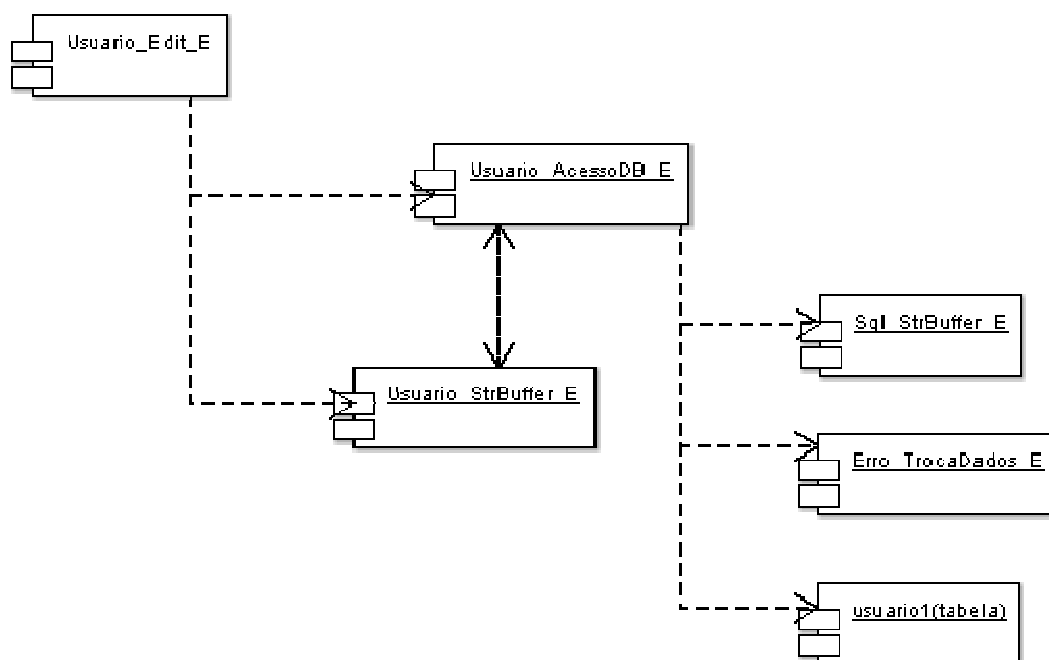 Usuario_Edit_E
Usuario_AcessoDB_E
Sql_StrBuffer_E
Usuario_StrBuffer_E
Erro_TrocaDados_E
usuario1(tabela)